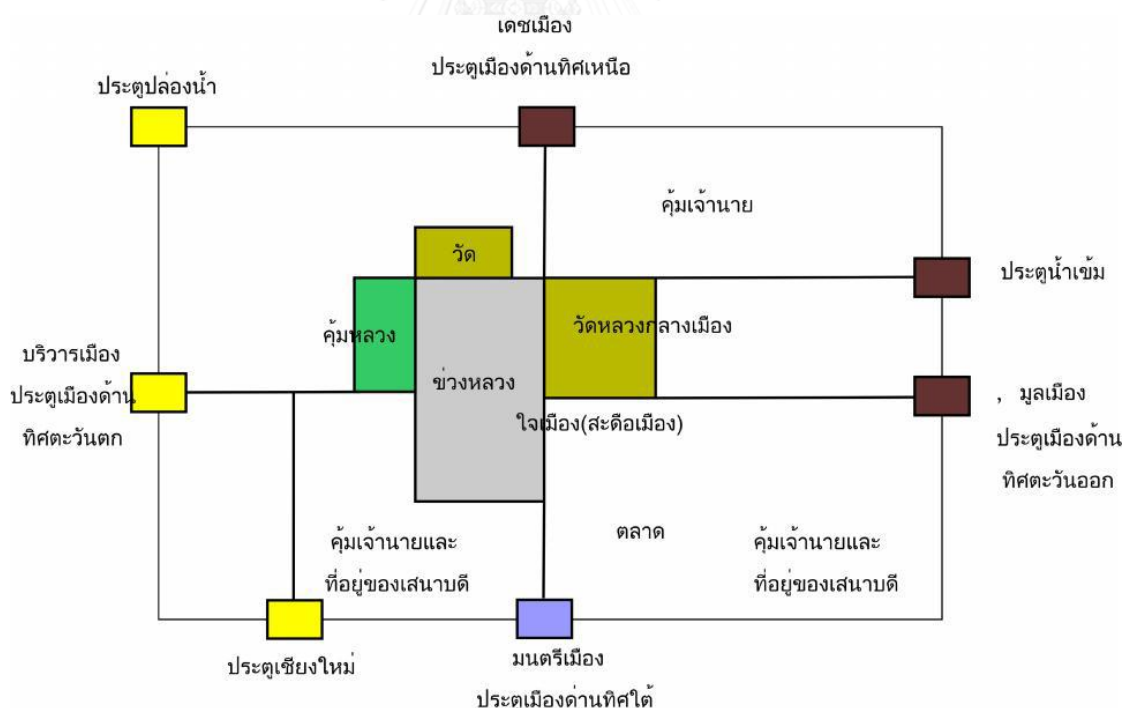 เดชเมือง
ประตูเมืองด้านทิศเหนือ
ประตูปล่องน้ำ
คุ้มเจ้านาย
วัด
ประตูน้ำเข้ม
คุ้มหลวง
วัดหลวงกลางเมือง
บริวารเมือง
ประตูเมืองด้าน
ทิศตะวันตก
ข่วงหลวง
, มูลเมือง
ประตูเมืองด้าน
ทิศตะวันออก
ใจเมือง(สะดือเมือง)
ตลาด
คุ้มเจ้านายและ
ที่อยู่ของเสนาบดี
คุ้มเจ้านายและ
ที่อยู่ของเสนาบดี
ประตูเชียงใหม่
มนตรีเมือง
ประตูเมืองด่านทิศใต้